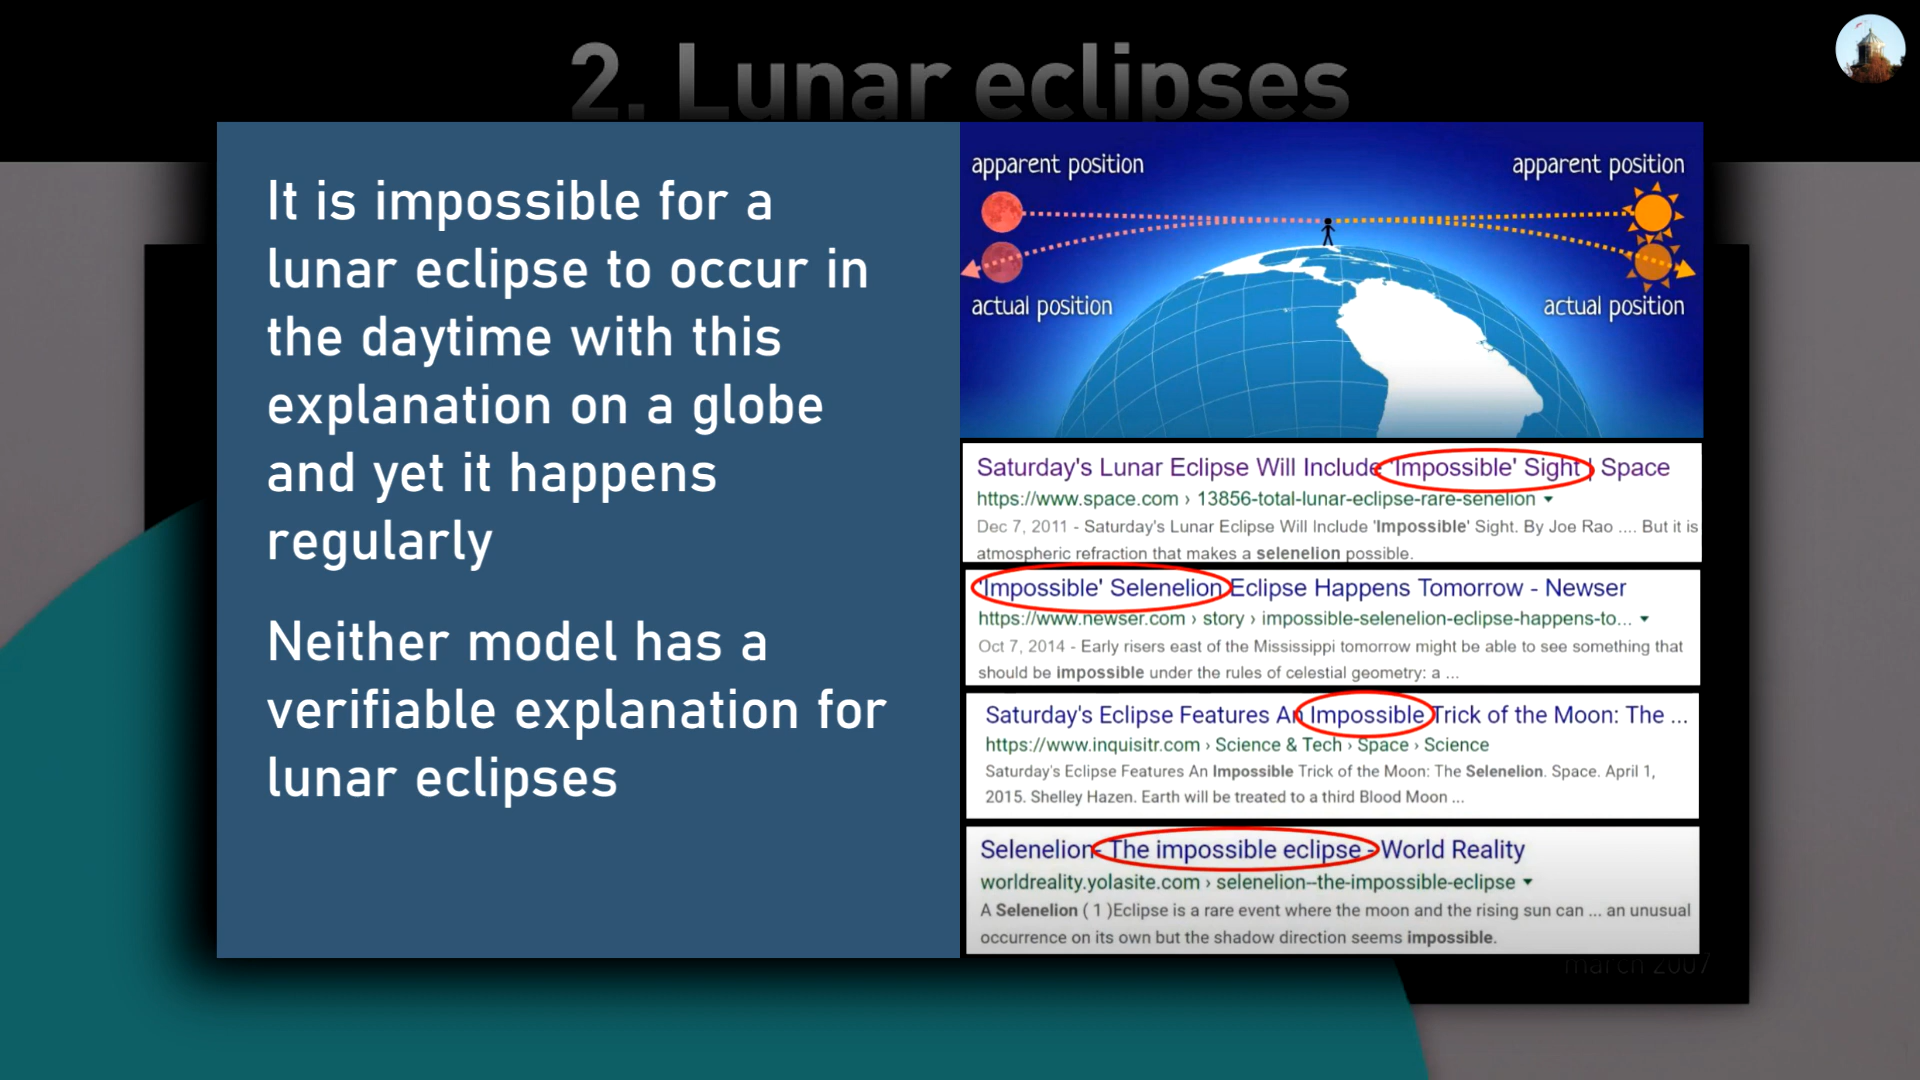 2. Lunar eclipses
It is impossible for a
lunar eclipse to occur in
the daytime with this
explanation on a globe
and yet it happens
regularly
Neither model has a
verifiable explanation for
lunar eclipses
apparent position
apparent position
actual position
actual position
Saturday's Lunar Eclipse Will Include 'Impossible' Sight | Space
https://www.space.com › 13856-total-lunar-eclipse-rare-senelion
Dec 7, 2011 - Saturday's Lunar Eclipse Will Include 'Impossible' Sight. By Joe Rao .... But it is
atmospheric refraction that makes a selenelion possible.
'Impossible' Selenelion Eclipse Happens Tomorrow - Newser
https://www.newser.com › story › impossible-selenelion-eclipse-happens-to...
Oct 7, 2014 - Early risers east of the Mississippi tomorrow might be able to see something that
should be impossible under the rules of celestial geometry: a ...
Saturday's Eclipse Features An Impossible Trick of the Moon: The ...
https://www.inquisitr.com › Science & Tech › Space › Science
Saturday's Eclipse Features An Impossible Trick of the Moon: The Selenelion. Space. April 1,
2015. Shelley Hazen. Earth will be treated to a third Blood Moon ...
Selenelion- The impossible eclipse - World Reality
worldreality.yolasite.com › selenelion--the-impossible-eclipse
A Selenelion ( 1 )Eclipse is a rare event where the moon and the rising sun can ... an unusual
occurrence on its own but the shadow direction seems impossible.
march 2007